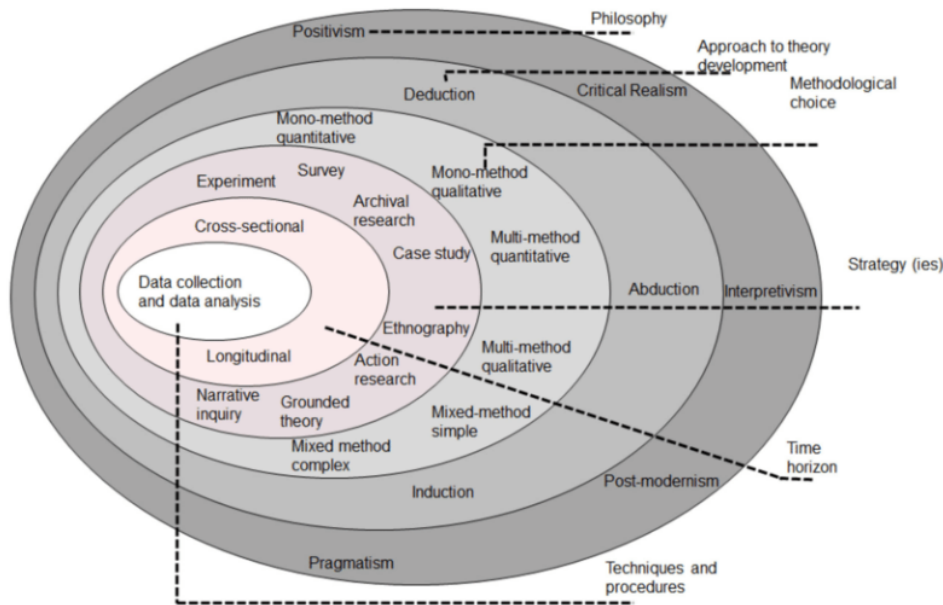 Philosophy
Positivism
Approach to theory
development
Methodological
choice
Critical Realism
Deduction
Mono-method
quantitative
Survey
Experiment
Mono-method
qualitative
Archival
research
Cross-sectional
Case study
Multi-method
quantitative
Strategy (ies)
Data collection
and data analysis
Abduction
Interpretivism
Ethnography
Longitudinal
Action
research
Multi-method
qualitative
Narrative
inquiry
Grounded
theory
Mixed-method
simple
Mixed method
complex
Time
horizon
Post-modernism
Induction
Pragmatism
Techniques and
procedures